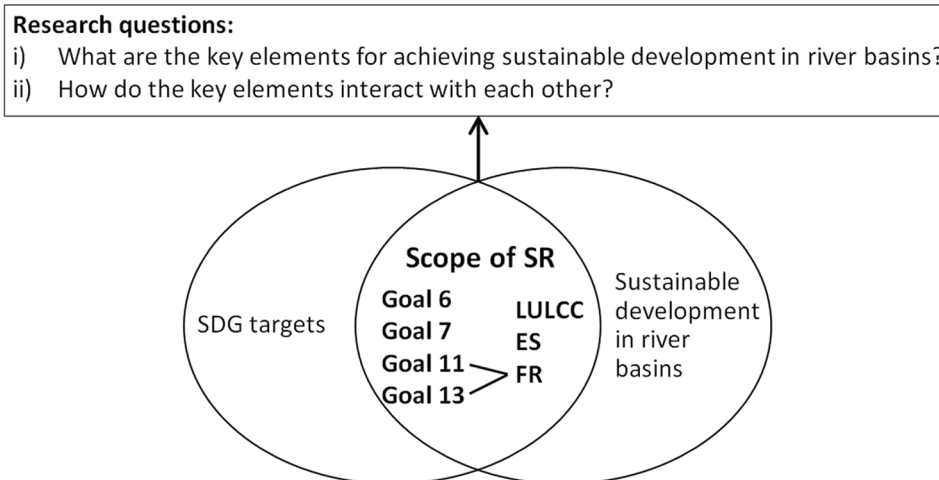 Research questions:
i) What are the key elements for achieving sustainable development in river basins?
ii) How do the key elements interact with each other?
Scope of SR
SDG targets
Goal 6
Goal 7
Goal 11
Goal 13
LULCC
ES
FR
Sustainable
development
in river
basins